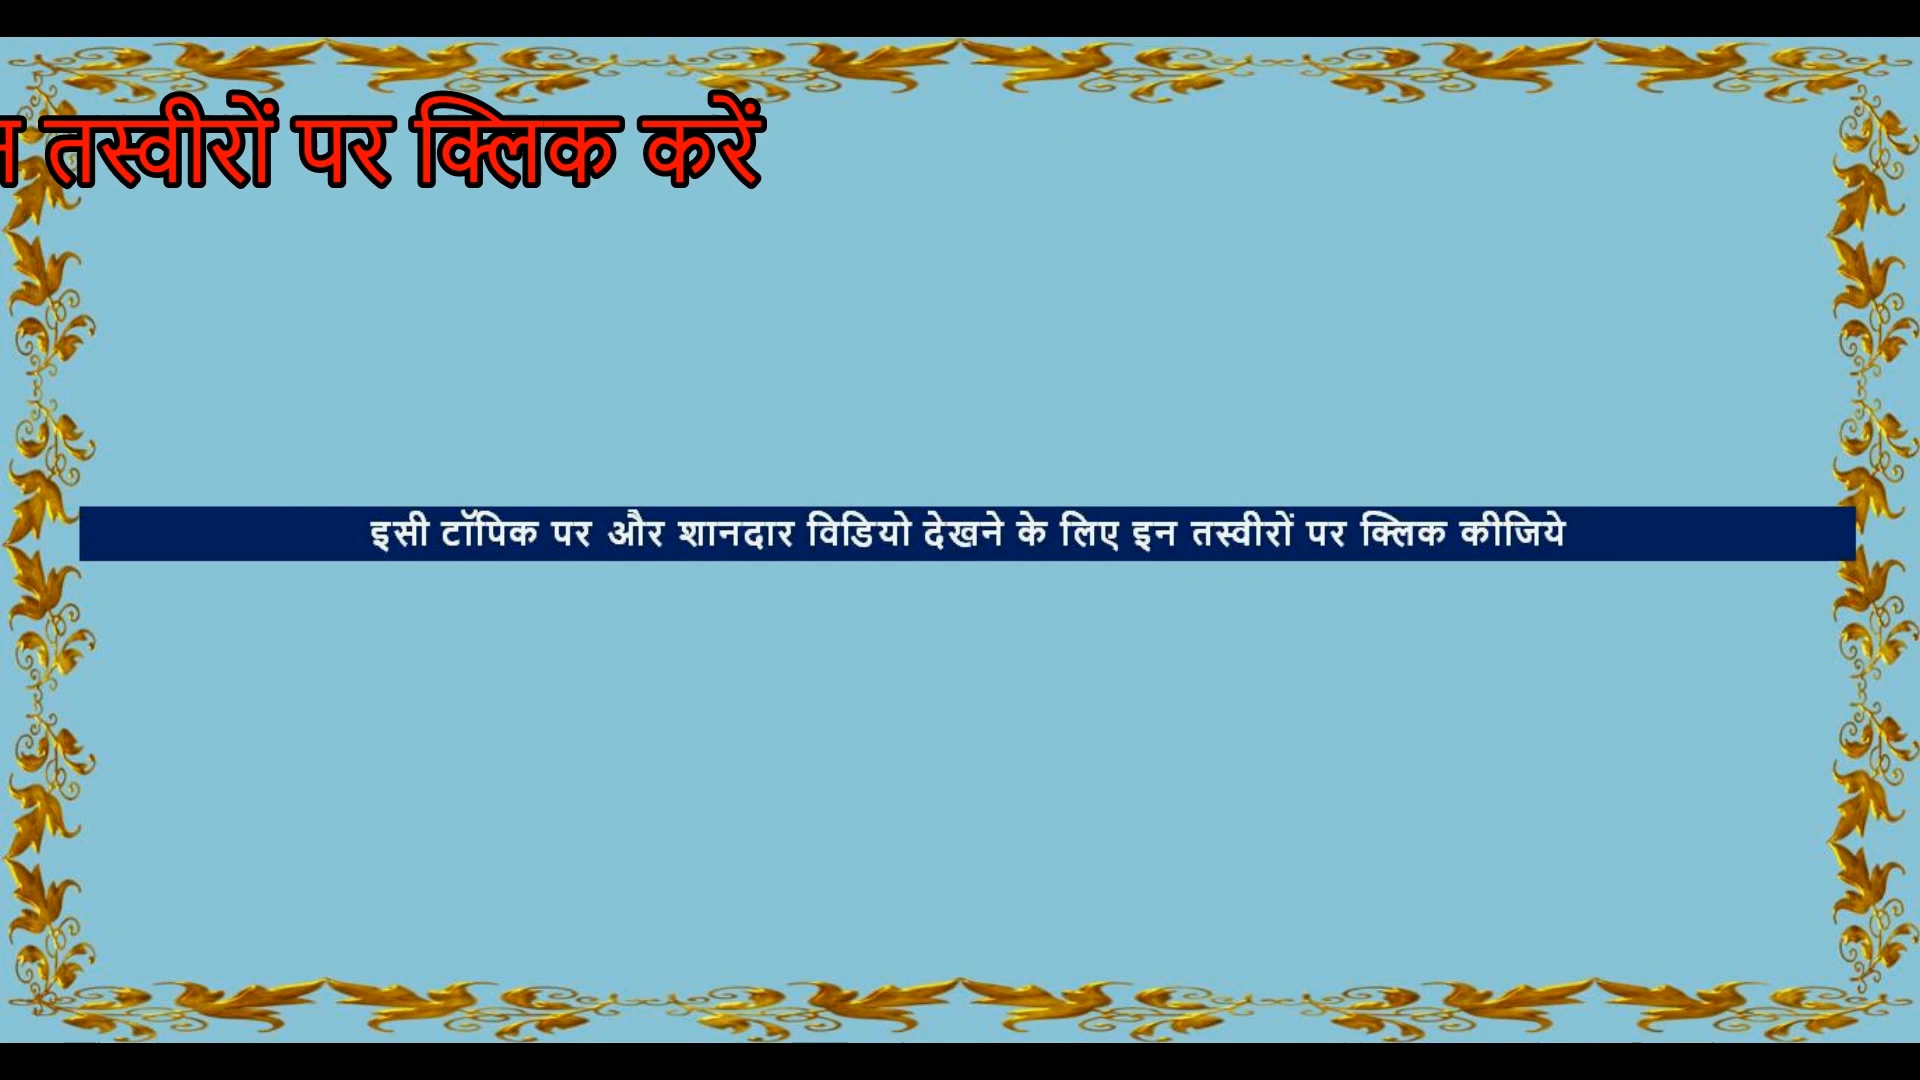 तस्वीरों पर क्लिक करें
इसी टॉपिक पर और शानदार विडियो देखने के लिए इन तस्वीरों पर क्लिक कीजिये